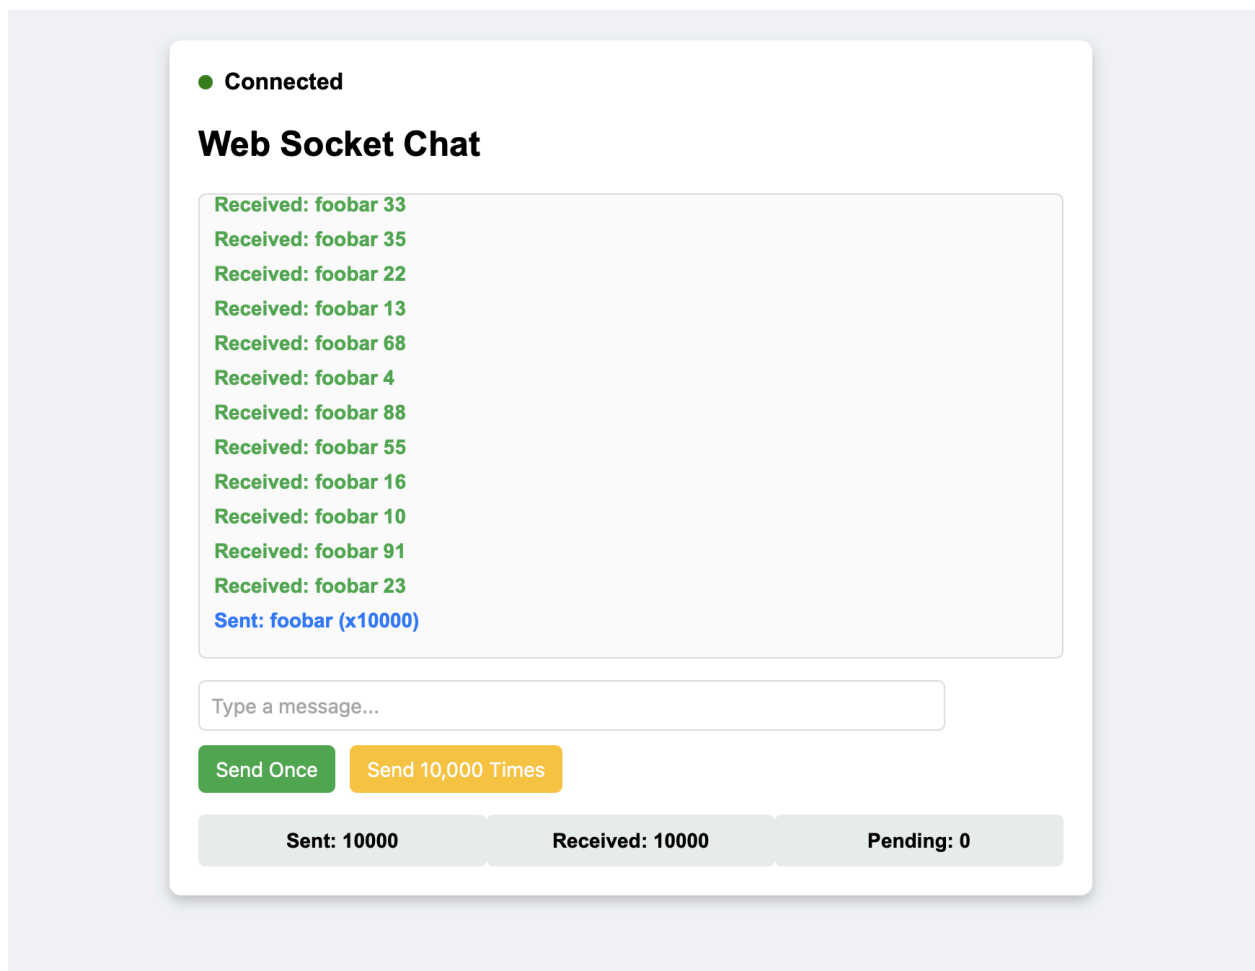 Connected
Web Socket Chat
Received: foobar 33
Received: foobar 35
Received: foobar 22
Received: foobar 13
Received: foobar 68
Received: foobar 4
Received: foobar 88
Received: foobar 55
Received: foobar 16
Received: foobar 10
Received: foobar 91
Received: foobar 23
Sent: foobar (x10000)
Type a message...
Send Once Send 10,000 Times
Sent: 10000 Received: 10000 Pending: 0